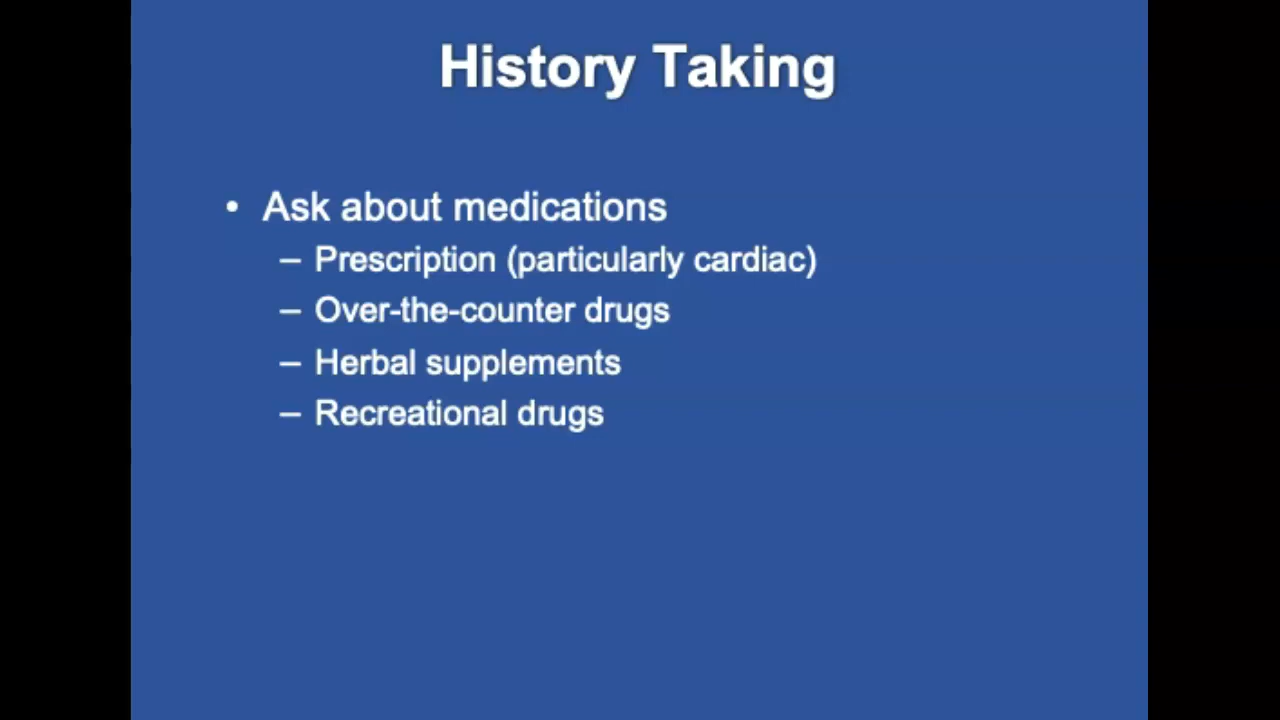 History Taking
• Ask about medications
– Prescription (particularly cardiac)
– Over-the-counter drugs
– Herbal supplements
– Recreational drugs